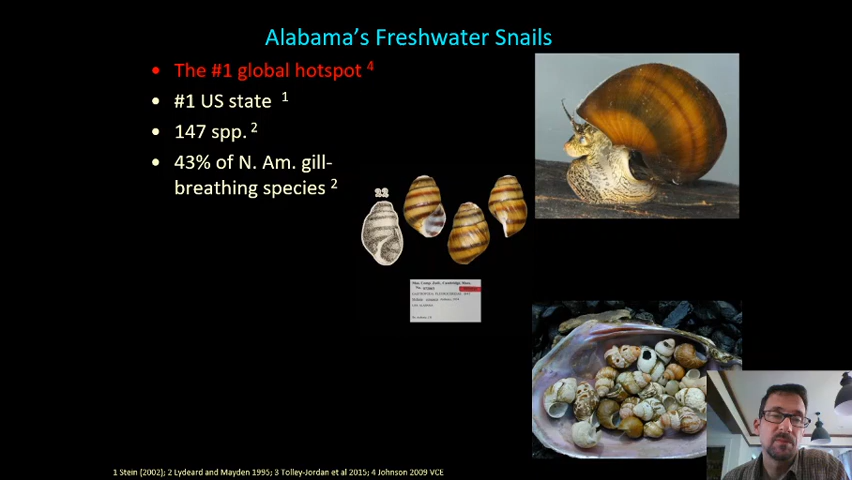 Alabama's Freshwater Snails
• The #1 global hotspot 4
• #1 US state 1
• 147 spp. 2
• 43% of N. Am. gill-
breathing species 2
22
1 Stein (2002); 2 Lydeard and Mayden 1995; 3 Tolley-Jordan et al 2015; 4 Johnson 2009 VCE